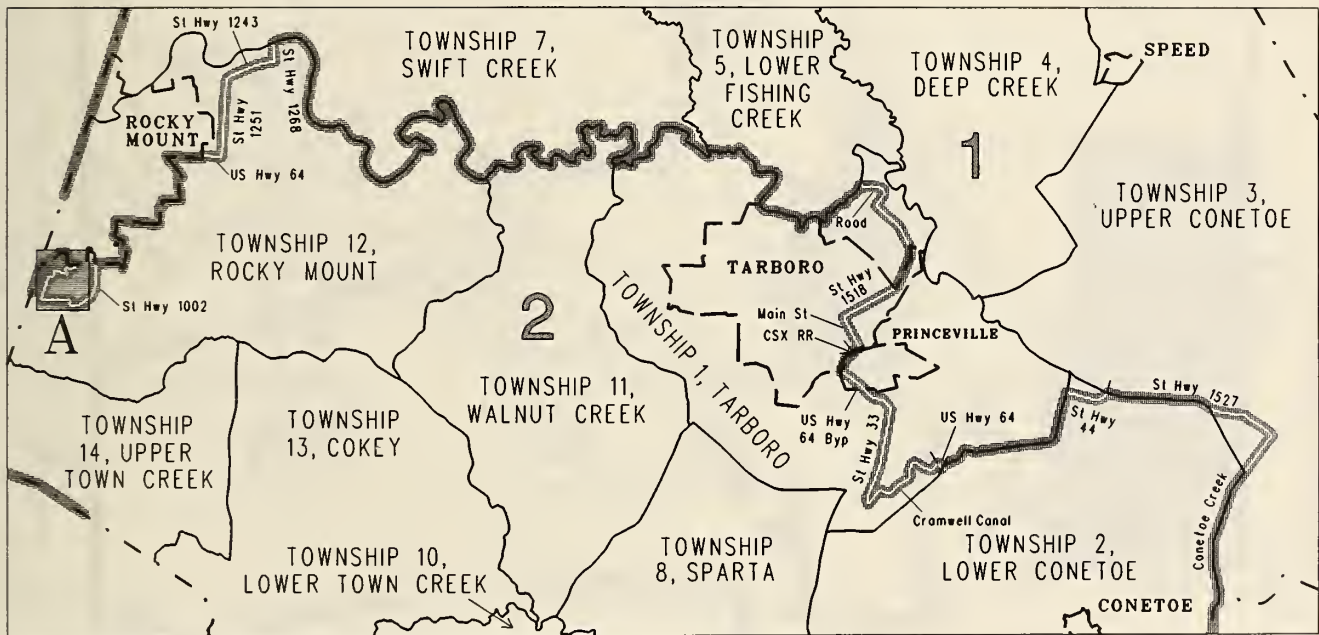 St Hwy 1243
TOWNSHIP 7,
SWIFT CREEK
TOWNSHIP
5, LOWER
FISHING
CREEK
TOWNSHIP 4,
DEEP CREEK
SPEED
ROCKY
MOUNT
St Hwy 1251
St Hwy 1268
US Hwy 64
1
TOWNSHIP 3,
UPPER CONETOE
TOWNSHIP 12,
ROCKY MOUNT
Road
TARBORO
St Hwy
1518
St Hwy 1002
A
2
TOWNSHIP 1, TARBORO
Main St
CSX RR
PRINCEVILLE
TOWNSHIP 11,
WALNUT CREEK
US Hwy
64 Byp
St Hwy 33
US Hwy 64
St Hwy
44
St Hwy 1527
TOWNSHIP
14, UPPER
TOWN CREEK
TOWNSHIP
13, COKEY
Cramwell Canal
Conetoe Creek
TOWNSHIP 10,
LOWER TOWN CREEK
TOWNSHIP
8, SPARTA
TOWNSHIP 2,
LOWER CONETOE
CONETOE